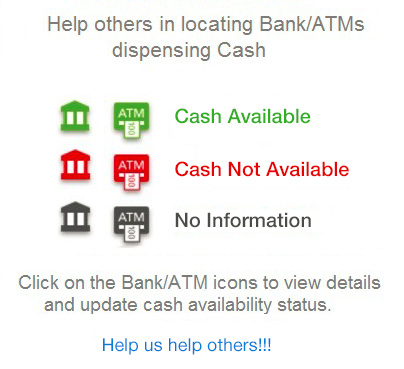 Help others in locating Bank/ATMs
dispensing Cash
ATM 100 Cash Available
ATM 100 Cash Not Available
ATM 100 No Information
Click on the Bank/ATM icons to view details
and update cash availability status.
Help us help others!!!